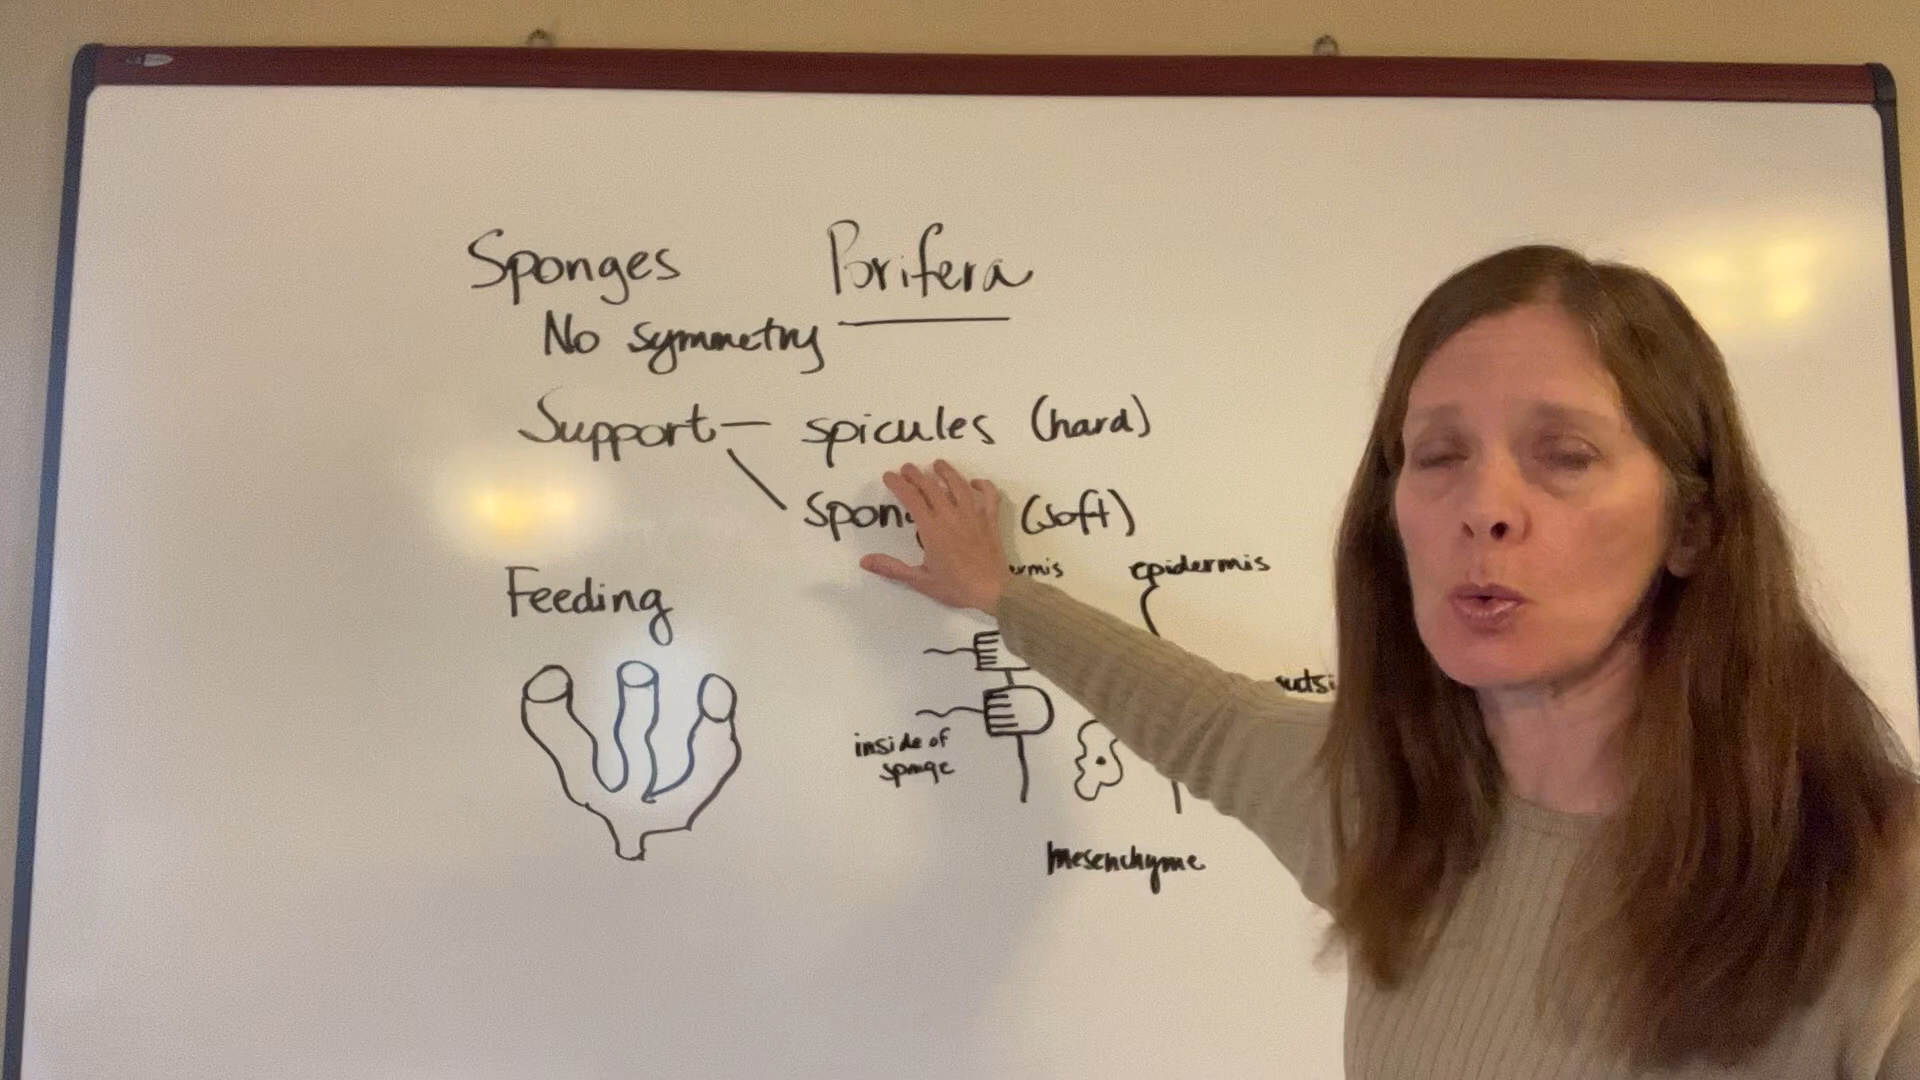 Sponges Porifera
No symmetry
Support — spicules (hard)
(soft)
epidermis
Feeding
inside of
sponge
mesenchyme